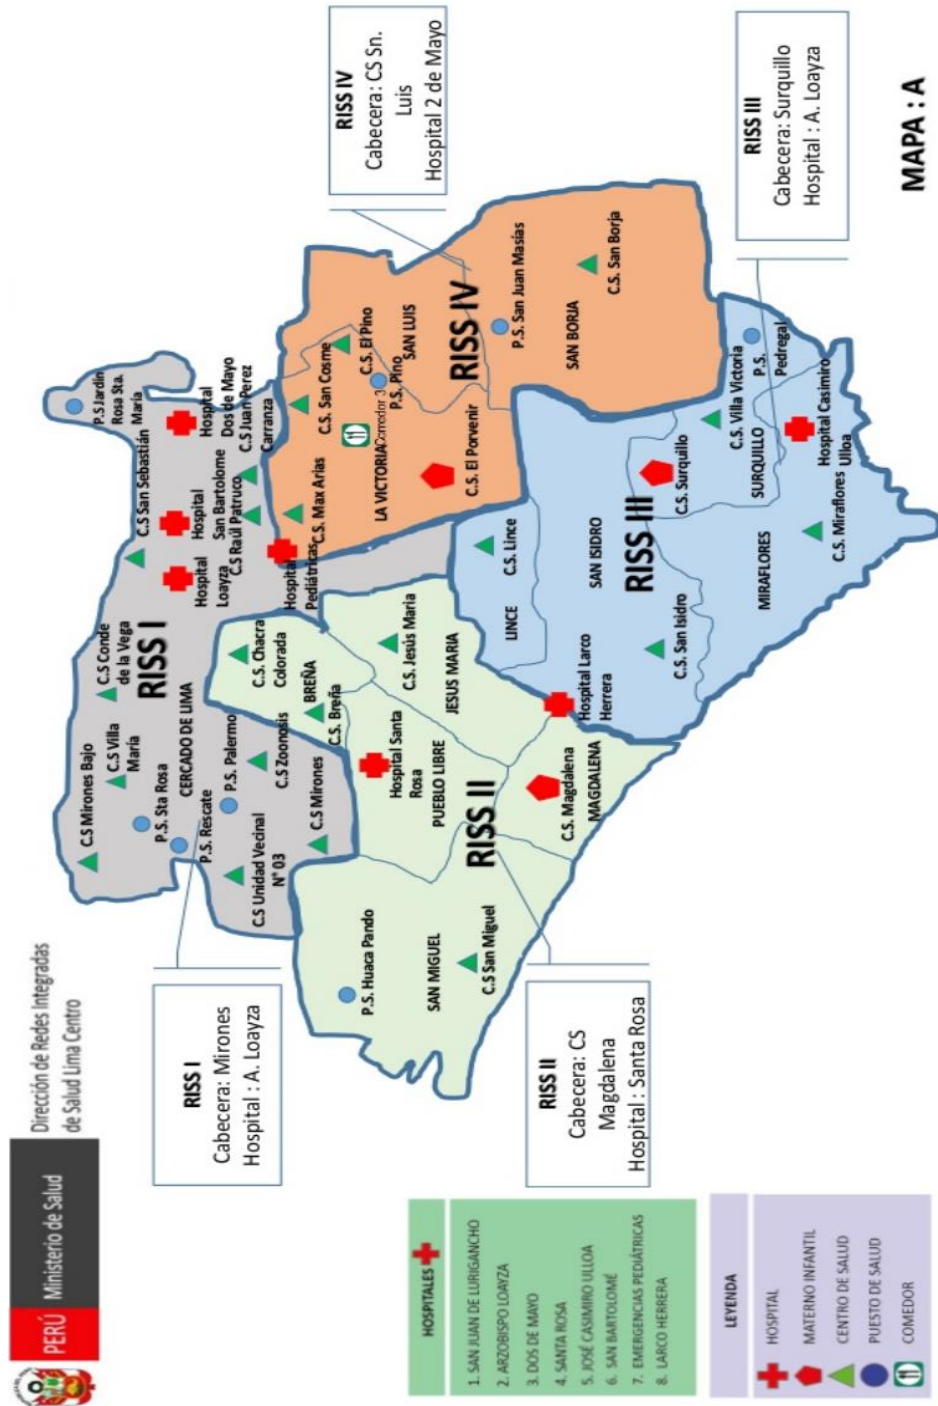 PERÚ
Ministerio de Salud
Dirección de Redes Integradas
de Salud Lima Centro
RISS I
Cabecera: Mirones
Hospital : A. Loayza
RISS IV
Cabecera: CS Sn.
Luis
Hospital 2 de Mayo
RISS II
Cabecera: CS
Magdalena
Hospital : Santa Rosa
RISS III
Cabecera: Surquillo
Hospital : A. Loayza
C.S Mirones Bajo
C.S Villa
María
C.S Conde
de la Vega
P.S. Sta Rosa
P.S. Rescate
CERCADO DE LIMA
RISS I
P.S. Palermo
C.S Unidad Vecinal
N° 03
C.S Zoonosis
C.S Mirones
C.S San Sebastián
Hospital
Loayza
Hospital
San Bartolome
C.S Raúl Patruco
Hospital
Dos de Mayo
C.S Juan Perez
Carranza
P.S Jardín
Rosa Sta.
María
Hospital
Pediátricas
C.S. Chacra
Colorada
BREÑA
C.S. Breña
C.S. Jesús Maria
JESUS MARIA
Hospital Santa
Rosa
PUEBLO LIBRE
RISS II
P.S. Huaca Pando
SAN MIGUEL
C.S San Miguel
C.S. Magdalena
MAGDALENA
Hospital Larco
Herrera
C.S. Max Arias
C.S. San Cosme
LA VICTORIA
Corredor 3
C.S. El Pino
P.S. Pino
SAN LUIS
RISS IV
C.S. El Porvenir
P.S. San Juan Masías
SAN BORJA
C.S. San Borja
C.S. Lince
LINCE
SAN ISIDRO
RISS III
C.S. San Isidro
C.S. Surquillo
C.S. Villa Victoria
SURQUILLO
P.S.
Pedregal
MIRAFLORES
C.S. Miraflores
Hospital Casimiro
Ulloa
HOSPITALES
1. SAN JUAN DE LURIGANCHO
2. ARZOBISPO LOAYZA
3. DOS DE MAYO
4. SANTA ROSA
5. JOSÉ CASIMIRO ULLOA
6. SAN BARTOLOMÉ
7. EMERGENCIAS PEDIÁTRICAS
8. LARCO HERRERA
LEYENDA
HOSPITAL
MATERNO INFANTIL
CENTRO DE SALUD
PUESTO DE SALUD
COMEDOR
MAPA : A